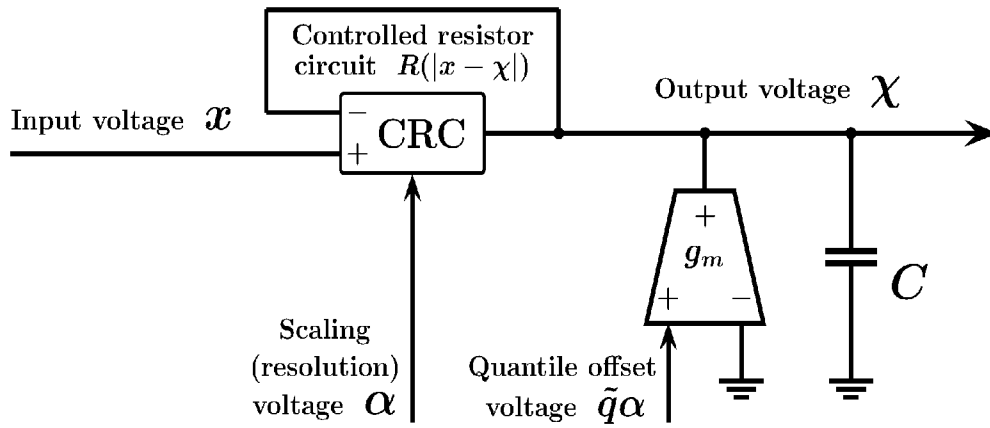 Controlled resistor
circuit R(|x − χ|)
Input voltage x
−
CRC
+
Output voltage χ
+
g_m
+ −
C
Scaling
(resolution)
voltage α
Quantile offset
voltage q̃α